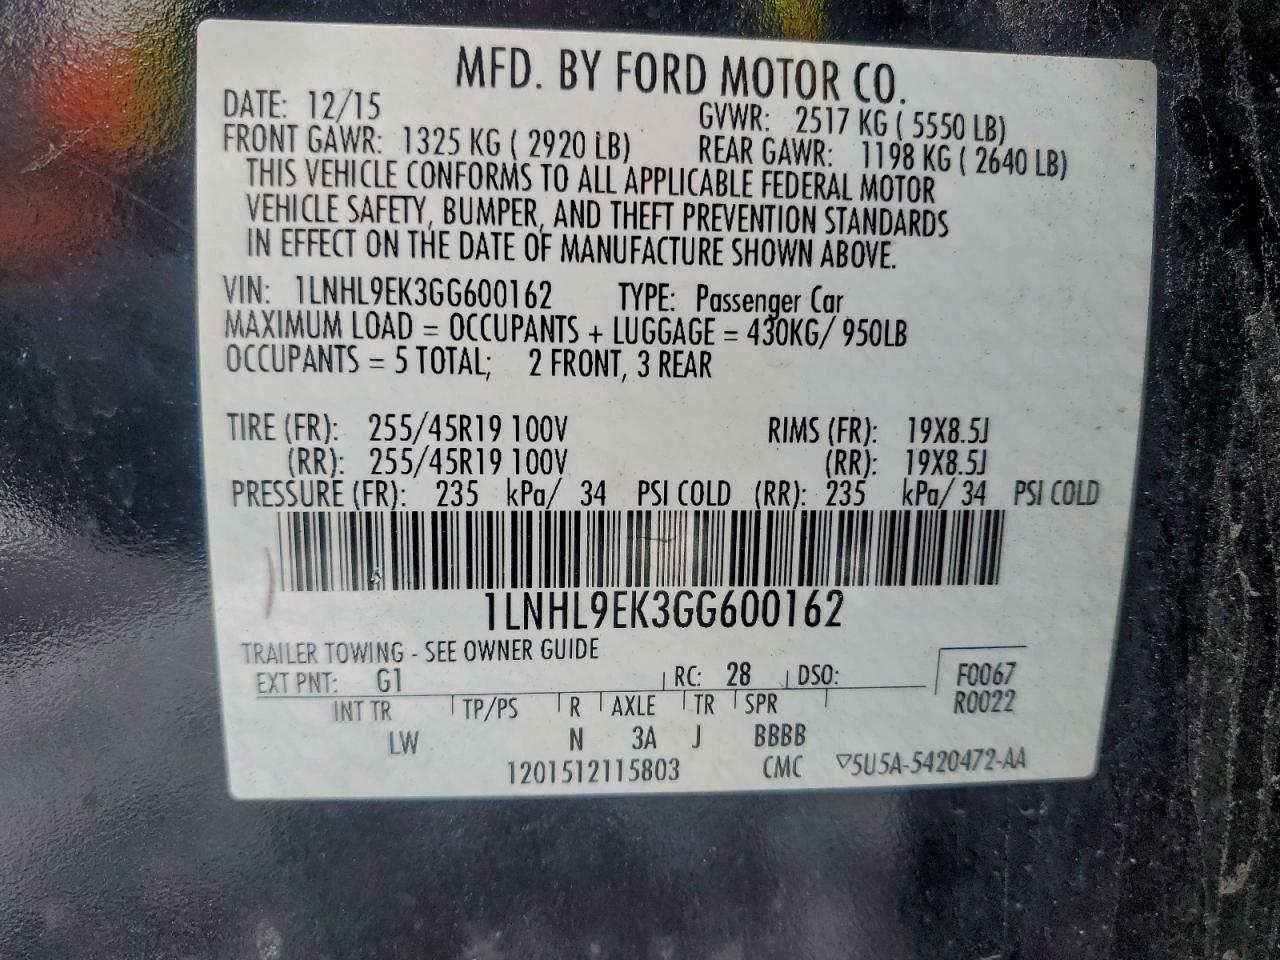 MFD. BY FORD MOTOR CO.
DATE: 12/15 GVWR: 2517 KG ( 5550 LB)
FRONT GAWR: 1325 KG ( 2920 LB) REAR GAWR: 1198 KG ( 2640 LB)
THIS VEHICLE CONFORMS TO ALL APPLICABLE FEDERAL MOTOR
VEHICLE SAFETY, BUMPER, AND THEFT PREVENTION STANDARDS
IN EFFECT ON THE DATE OF MANUFACTURE SHOWN ABOVE.
VIN: 1LNHL9EK3GG600162 TYPE: Passenger Car
MAXIMUM LOAD = OCCUPANTS + LUGGAGE = 430KG/ 950LB
OCCUPANTS = 5 TOTAL; 2 FRONT, 3 REAR
TIRE (FR): 255/45R19 100V RIMS (FR): 19X8.5J
(RR): 255/45R19 100V (RR): 19X8.5J
PRESSURE (FR): 235 kPa/ 34 PSI COLD (RR): 235 kPa/ 34 PSI COLD
1LNHL9EK3GG600162
TRAILER TOWING - SEE OWNER GUIDE
EXT PNT: G1 RC: 28 DSO: F0067
INT TR TP/PS R AXLE TR SPR R0022
LW N 3A J BBBB
1201512115803 CMC ▽5U5A-5420472-AA